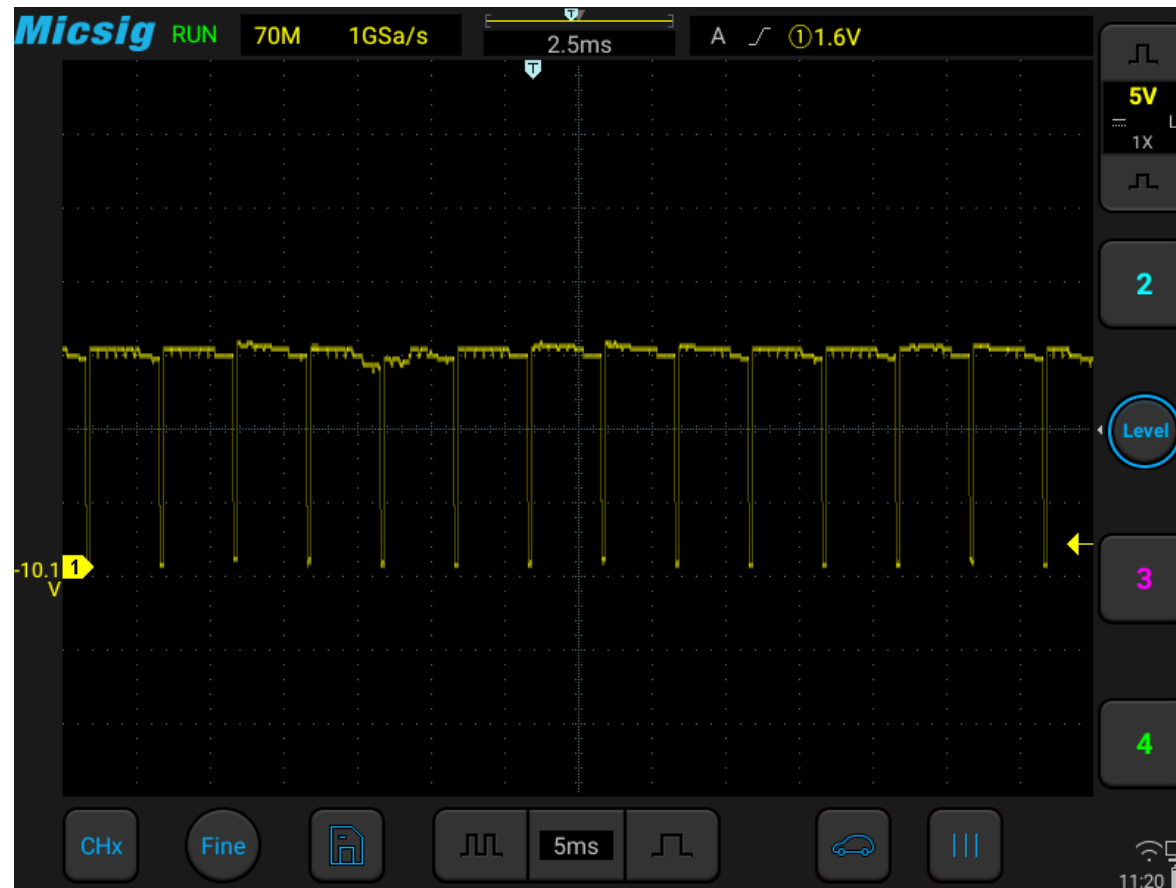 Micsig RUN 70M 1GSa/s T 2.5ms A ①1.6V
T
5V
L
1X
2
Level
-10.1 1
V
3
4
CHx Fine 5ms
11:20